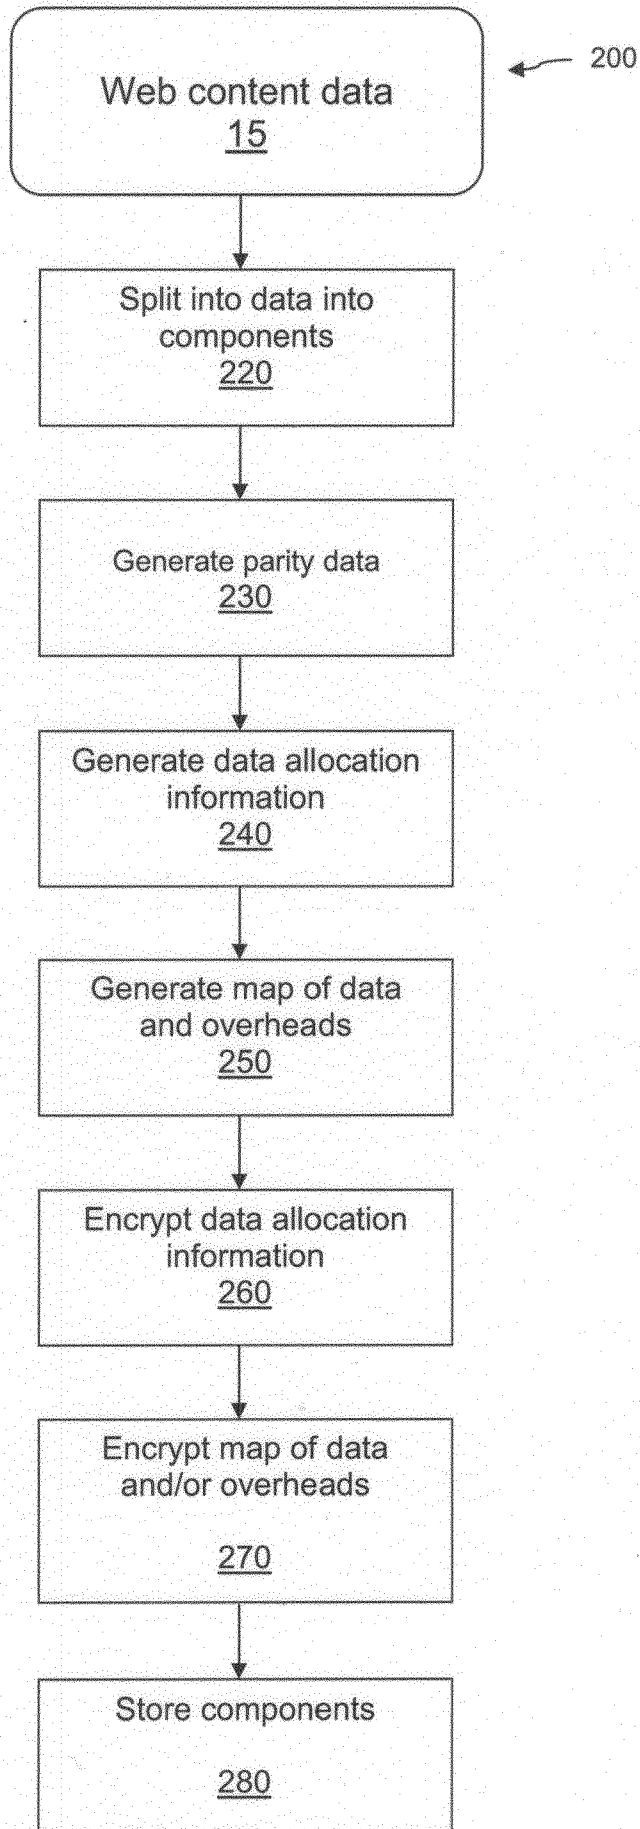 200
Web content data
15
Split into data into
components
220
Generate parity data
230
Generate data allocation
information
240
Generate map of data
and overheads
250
Encrypt data allocation
information
260
Encrypt map of data
and/or overheads
270
Store components
280